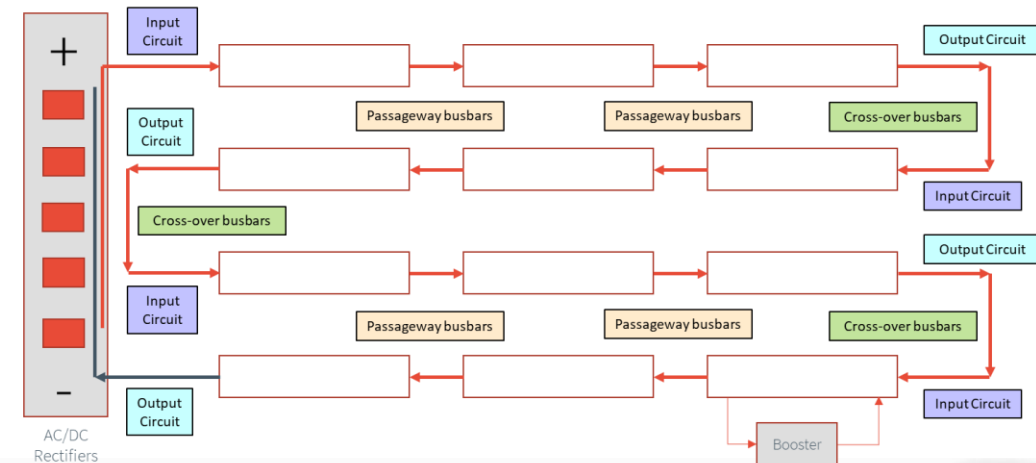 Input
Circuit
Output Circuit
+
Passageway busbars
Passageway busbars
Cross-over busbars
Output
Circuit
Input Circuit
Cross-over busbars
Output Circuit
Input
Circuit
Passageway busbars
Passageway busbars
Cross-over busbars
-
Output
Circuit
Input Circuit
AC/DC
Rectifiers
Booster